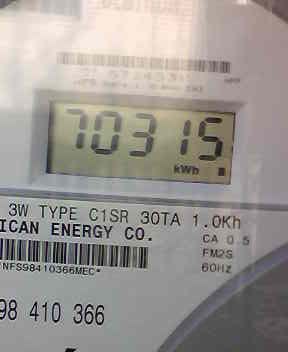 70315
kWh
3W TYPE C1SR 30TA 1.0Kh
ICAN ENERGY CO.
CA 0.5
FM2S
60HZ
*NFS98410366MEC*
98 410 366